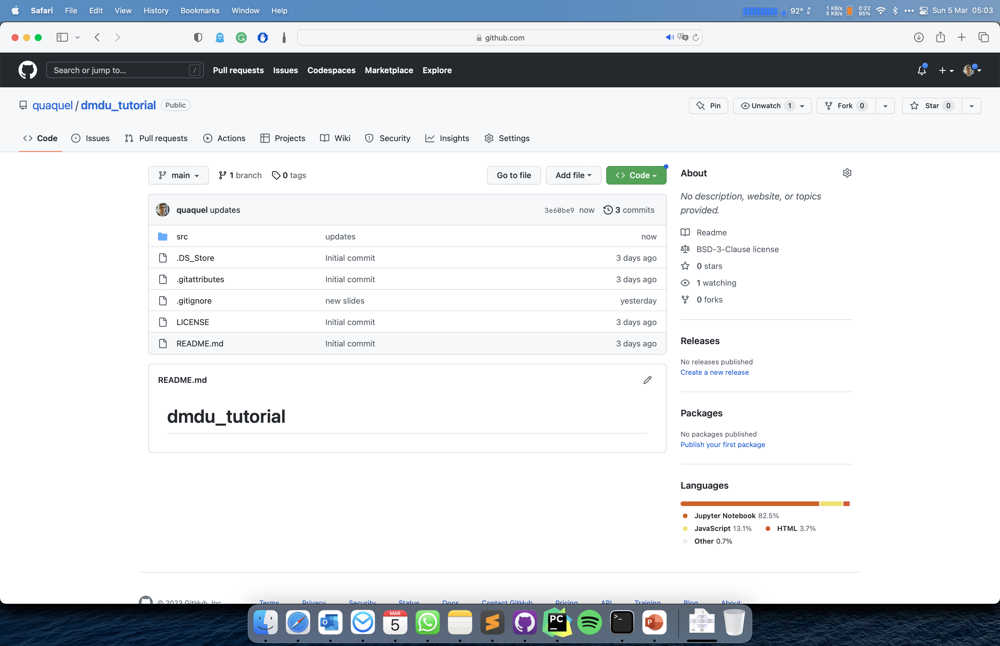 Safari File Edit View History Bookmarks Window Help 92° 1 KB/s 5 KB/s 0:22 95% Sun 5 Mar 05:03
github.com
Search or jump to... / Pull requests Issues Codespaces Marketplace Explore
quaquel / dmdu_tutorial Public Pin Unwatch 1 Fork 0 Star 0
Code Issues Pull requests Actions Projects Wiki Security Insights Settings
main 1 branch 0 tags Go to file Add file Code
quaquel updates 3e60be9 now 3 commits
src updates now
.DS_Store Initial commit 3 days ago
.gitattributes Initial commit 3 days ago
.gitignore new slides yesterday
LICENSE Initial commit 3 days ago
README.md Initial commit 3 days ago
README.md
dmdu_tutorial
About
No description, website, or topics
provided.
Readme
BSD-3-Clause license
0 stars
1 watching
0 forks
Releases
No releases published
Create a new release
Packages
No packages published
Publish your first package
Languages
Jupyter Notebook 82.5%
JavaScript 13.1% HTML 3.7%
Other 0.7%
© 2023 GitHub, Inc. Terms Privacy Security Status Docs Contact GitHub Pricing API Training Blog About
MAR
5
PC
P